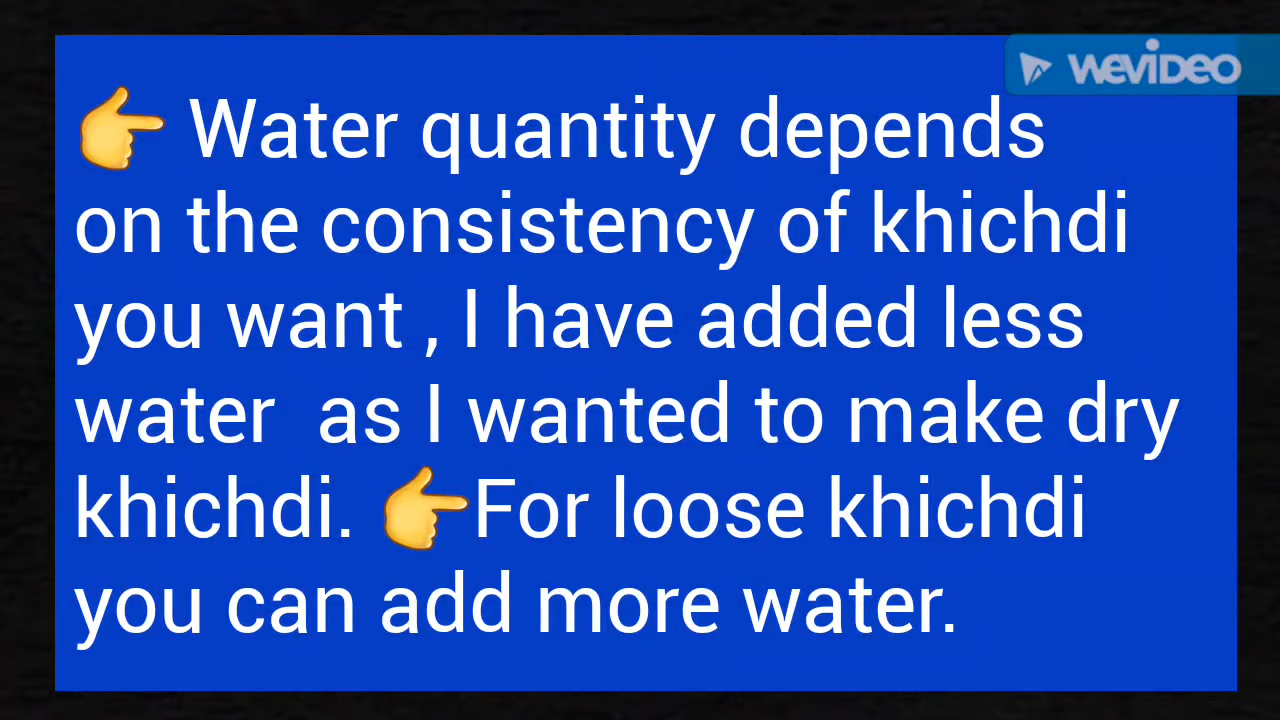 WEVIDEO
👉 Water quantity depends
on the consistency of khichdi
you want , I have added less
water  as I wanted to make dry
khichdi. 👉For loose khichdi
you can add more water.